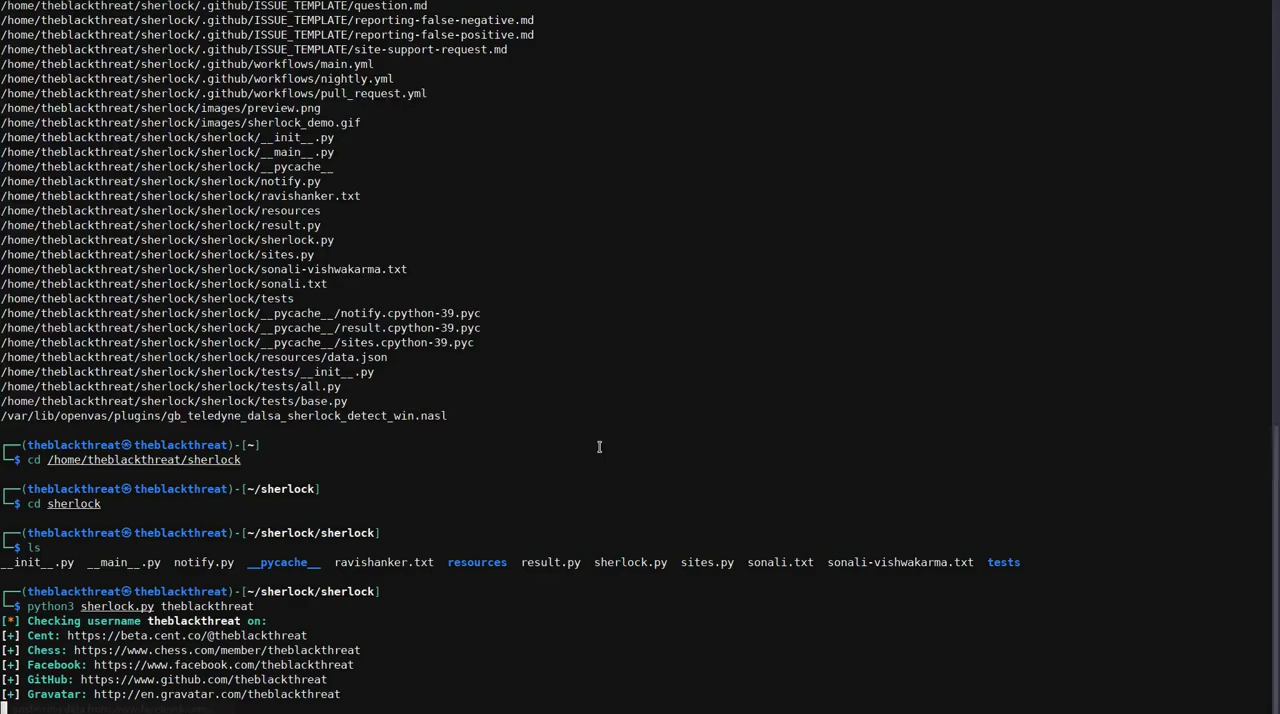 /home/theblackthreat/sherlock/.github/ISSUE_TEMPLATE/question.md
/home/theblackthreat/sherlock/.github/ISSUE_TEMPLATE/reporting-false-negative.md
/home/theblackthreat/sherlock/.github/ISSUE_TEMPLATE/reporting-false-positive.md
/home/theblackthreat/sherlock/.github/ISSUE_TEMPLATE/site-support-request.md
/home/theblackthreat/sherlock/.github/workflows/main.yml
/home/theblackthreat/sherlock/.github/workflows/nightly.yml
/home/theblackthreat/sherlock/.github/workflows/pull_request.yml
/home/theblackthreat/sherlock/images/preview.png
/home/theblackthreat/sherlock/images/sherlock_demo.gif
/home/theblackthreat/sherlock/sherlock/__init__.py
/home/theblackthreat/sherlock/sherlock/__main__.py
/home/theblackthreat/sherlock/sherlock/__pycache__
/home/theblackthreat/sherlock/sherlock/notify.py
/home/theblackthreat/sherlock/sherlock/ravishanker.txt
/home/theblackthreat/sherlock/sherlock/resources
/home/theblackthreat/sherlock/sherlock/result.py
/home/theblackthreat/sherlock/sherlock/sherlock.py
/home/theblackthreat/sherlock/sherlock/sites.py
/home/theblackthreat/sherlock/sherlock/sonali-vishwakarma.txt
/home/theblackthreat/sherlock/sherlock/sonali.txt
/home/theblackthreat/sherlock/sherlock/tests
/home/theblackthreat/sherlock/sherlock/__pycache__/notify.cpython-39.pyc
/home/theblackthreat/sherlock/sherlock/__pycache__/result.cpython-39.pyc
/home/theblackthreat/sherlock/sherlock/__pycache__/sites.cpython-39.pyc
/home/theblackthreat/sherlock/sherlock/resources/data.json
/home/theblackthreat/sherlock/sherlock/tests/__init__.py
/home/theblackthreat/sherlock/sherlock/tests/all.py
/home/theblackthreat/sherlock/sherlock/tests/base.py
/var/lib/openvas/plugins/gb_teledyne_dalsa_sherlock_detect_win.nasl
┌──(theblackthreat㉿theblackthreat)-[~]
└─$ cd /home/theblackthreat/sherlock
┌──(theblackthreat㉿theblackthreat)-[~/sherlock]
└─$ cd sherlock
┌──(theblackthreat㉿theblackthreat)-[~/sherlock/sherlock]
└─$ ls
__init__.py  __main__.py  notify.py  __pycache__  ravishanker.txt  resources  result.py  sherlock.py  sites.py  sonali.txt  sonali-vishwakarma.txt  tests
┌──(theblackthreat㉿theblackthreat)-[~/sherlock/sherlock]
└─$ python3 sherlock.py theblackthreat
[*] Checking username theblackthreat on:
[+] Cent: https://beta.cent.co/@theblackthreat
[+] Chess: https://www.chess.com/member/theblackthreat
[+] Facebook: https://www.facebook.com/theblackthreat
[+] GitHub: https://www.github.com/theblackthreat
[+] Gravatar: http://en.gravatar.com/theblackthreat